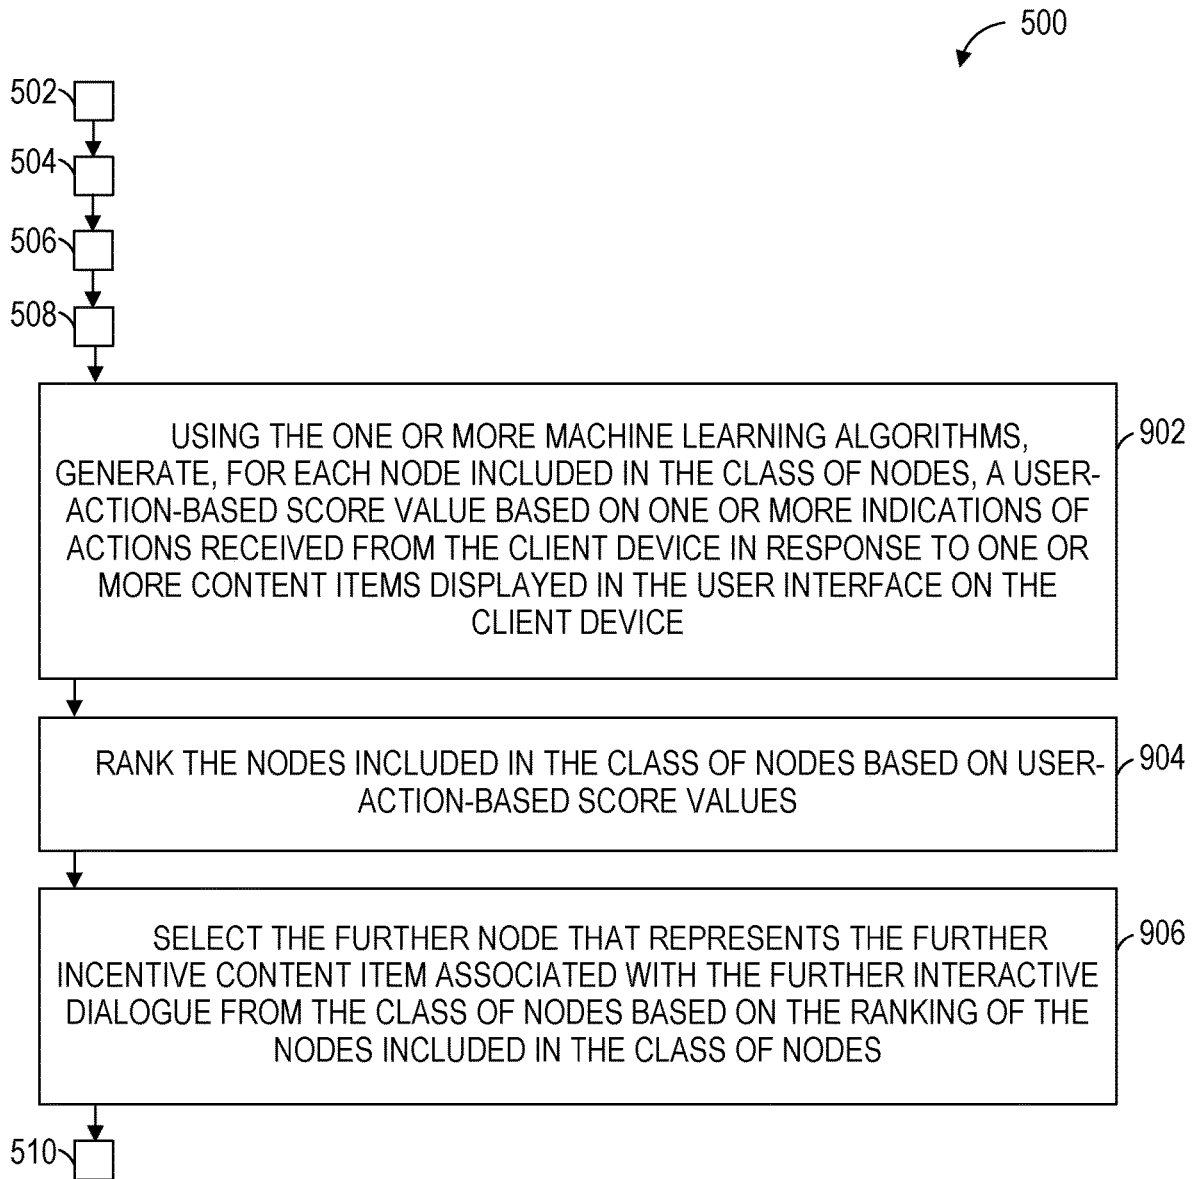 500
502
504
506
508
USING THE ONE OR MORE MACHINE LEARNING ALGORITHMS,
GENERATE, FOR EACH NODE INCLUDED IN THE CLASS OF NODES, A USER-
ACTION-BASED SCORE VALUE BASED ON ONE OR MORE INDICATIONS OF
ACTIONS RECEIVED FROM THE CLIENT DEVICE IN RESPONSE TO ONE OR
MORE CONTENT ITEMS DISPLAYED IN THE USER INTERFACE ON THE
CLIENT DEVICE
902
RANK THE NODES INCLUDED IN THE CLASS OF NODES BASED ON USER-
ACTION-BASED SCORE VALUES
904
SELECT THE FURTHER NODE THAT REPRESENTS THE FURTHER
INCENTIVE CONTENT ITEM ASSOCIATED WITH THE FURTHER INTERACTIVE
DIALOGUE FROM THE CLASS OF NODES BASED ON THE RANKING OF THE
NODES INCLUDED IN THE CLASS OF NODES
906
510